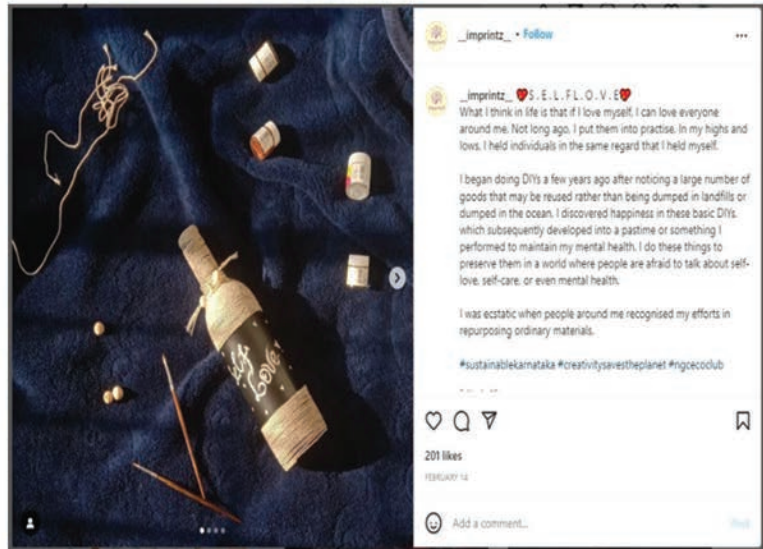 __imprintz__ • Follow
__imprintz__ S.E.L.F L.O.V.E
What I think in life is that if I love myself, I can love everyone
around me. Not long ago, I put them into practise. In my highs and
lows, I held individuals in the same regard that I held myself.
I began doing DIYs a few years ago after noticing a large number of
goods that may be reused rather than being dumped in landfills or
dumped in the ocean. I discovered happiness in these basic DIYs,
which subsequently developed into a pastime or something I
performed to maintain my mental health. I do these things to
preserve them in a world where people are afraid to talk about self-
love, self-care, or even mental health.
I was ecstatic when people around me recognised my efforts in
repurposing ordinary materials.
#sustainablekarnataka #creativitysavestheplanet #ngcecoclub
201 likes
FEBRUARY 14
Add a comment...
Post
Self
Love